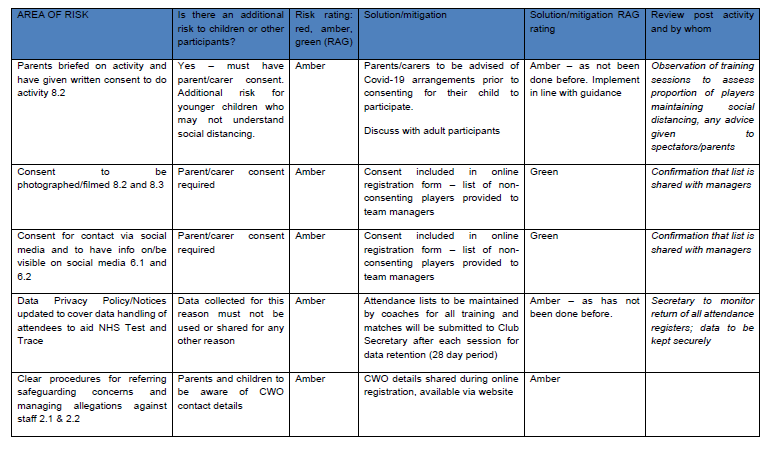 AREA OF RISK
Is there an additional
risk to children or other
participants?
Risk rating:
red, amber,
green (RAG)
Solution/mitigation
Solution/mitigation RAG
rating
Review post activity
and by whom
Parents briefed on activity and
have given written consent to do
activity 8.2
Yes – must have
parent/carer consent.
Additional risk for
younger children who
may not understand
social distancing.
Amber
Parents/carers to be advised of
Covid-19 arrangements prior to
consenting for their child to
participate.
Discuss with adult participants
Amber – as not been
done before. Implement
in line with guidance
Observation of training
sessions to assess
proportion of players
maintaining social
distancing, any advice
given to
spectators/parents
Consent to be
photographed/filmed 8.2 and 8.3
Parent/carer consent
required
Amber
Consent included in online
registration form – list of non-
consenting players provided to
team managers
Green
Confirmation that list is
shared with managers
Consent for contact via social
media and to have info on/be
visible on social media 6.1 and
6.2
Parent/carer consent
required
Amber
Consent included in online
registration form – list of non-
consenting players provided to
team managers
Green
Confirmation that list is
shared with managers
Data Privacy Policy/Notices
updated to cover data handling of
attendees to aid NHS Test and
Trace
Data collected for this
reason must not be
used or shared for any
other reason
Amber
Attendance lists to be maintained
by coaches for all training and
matches will be submitted to Club
Secretary after each session for
data retention (28 day period)
Amber – as has not
been done before.
Secretary to monitor
return of all attendance
registers; data to be
kept securely
Clear procedures for referring
safeguarding concerns and
managing allegations against
staff 2.1 & 2.2
Parents and children to
be aware of CWO
contact details
Amber
CWO details shared during online
registration, available via website
Amber